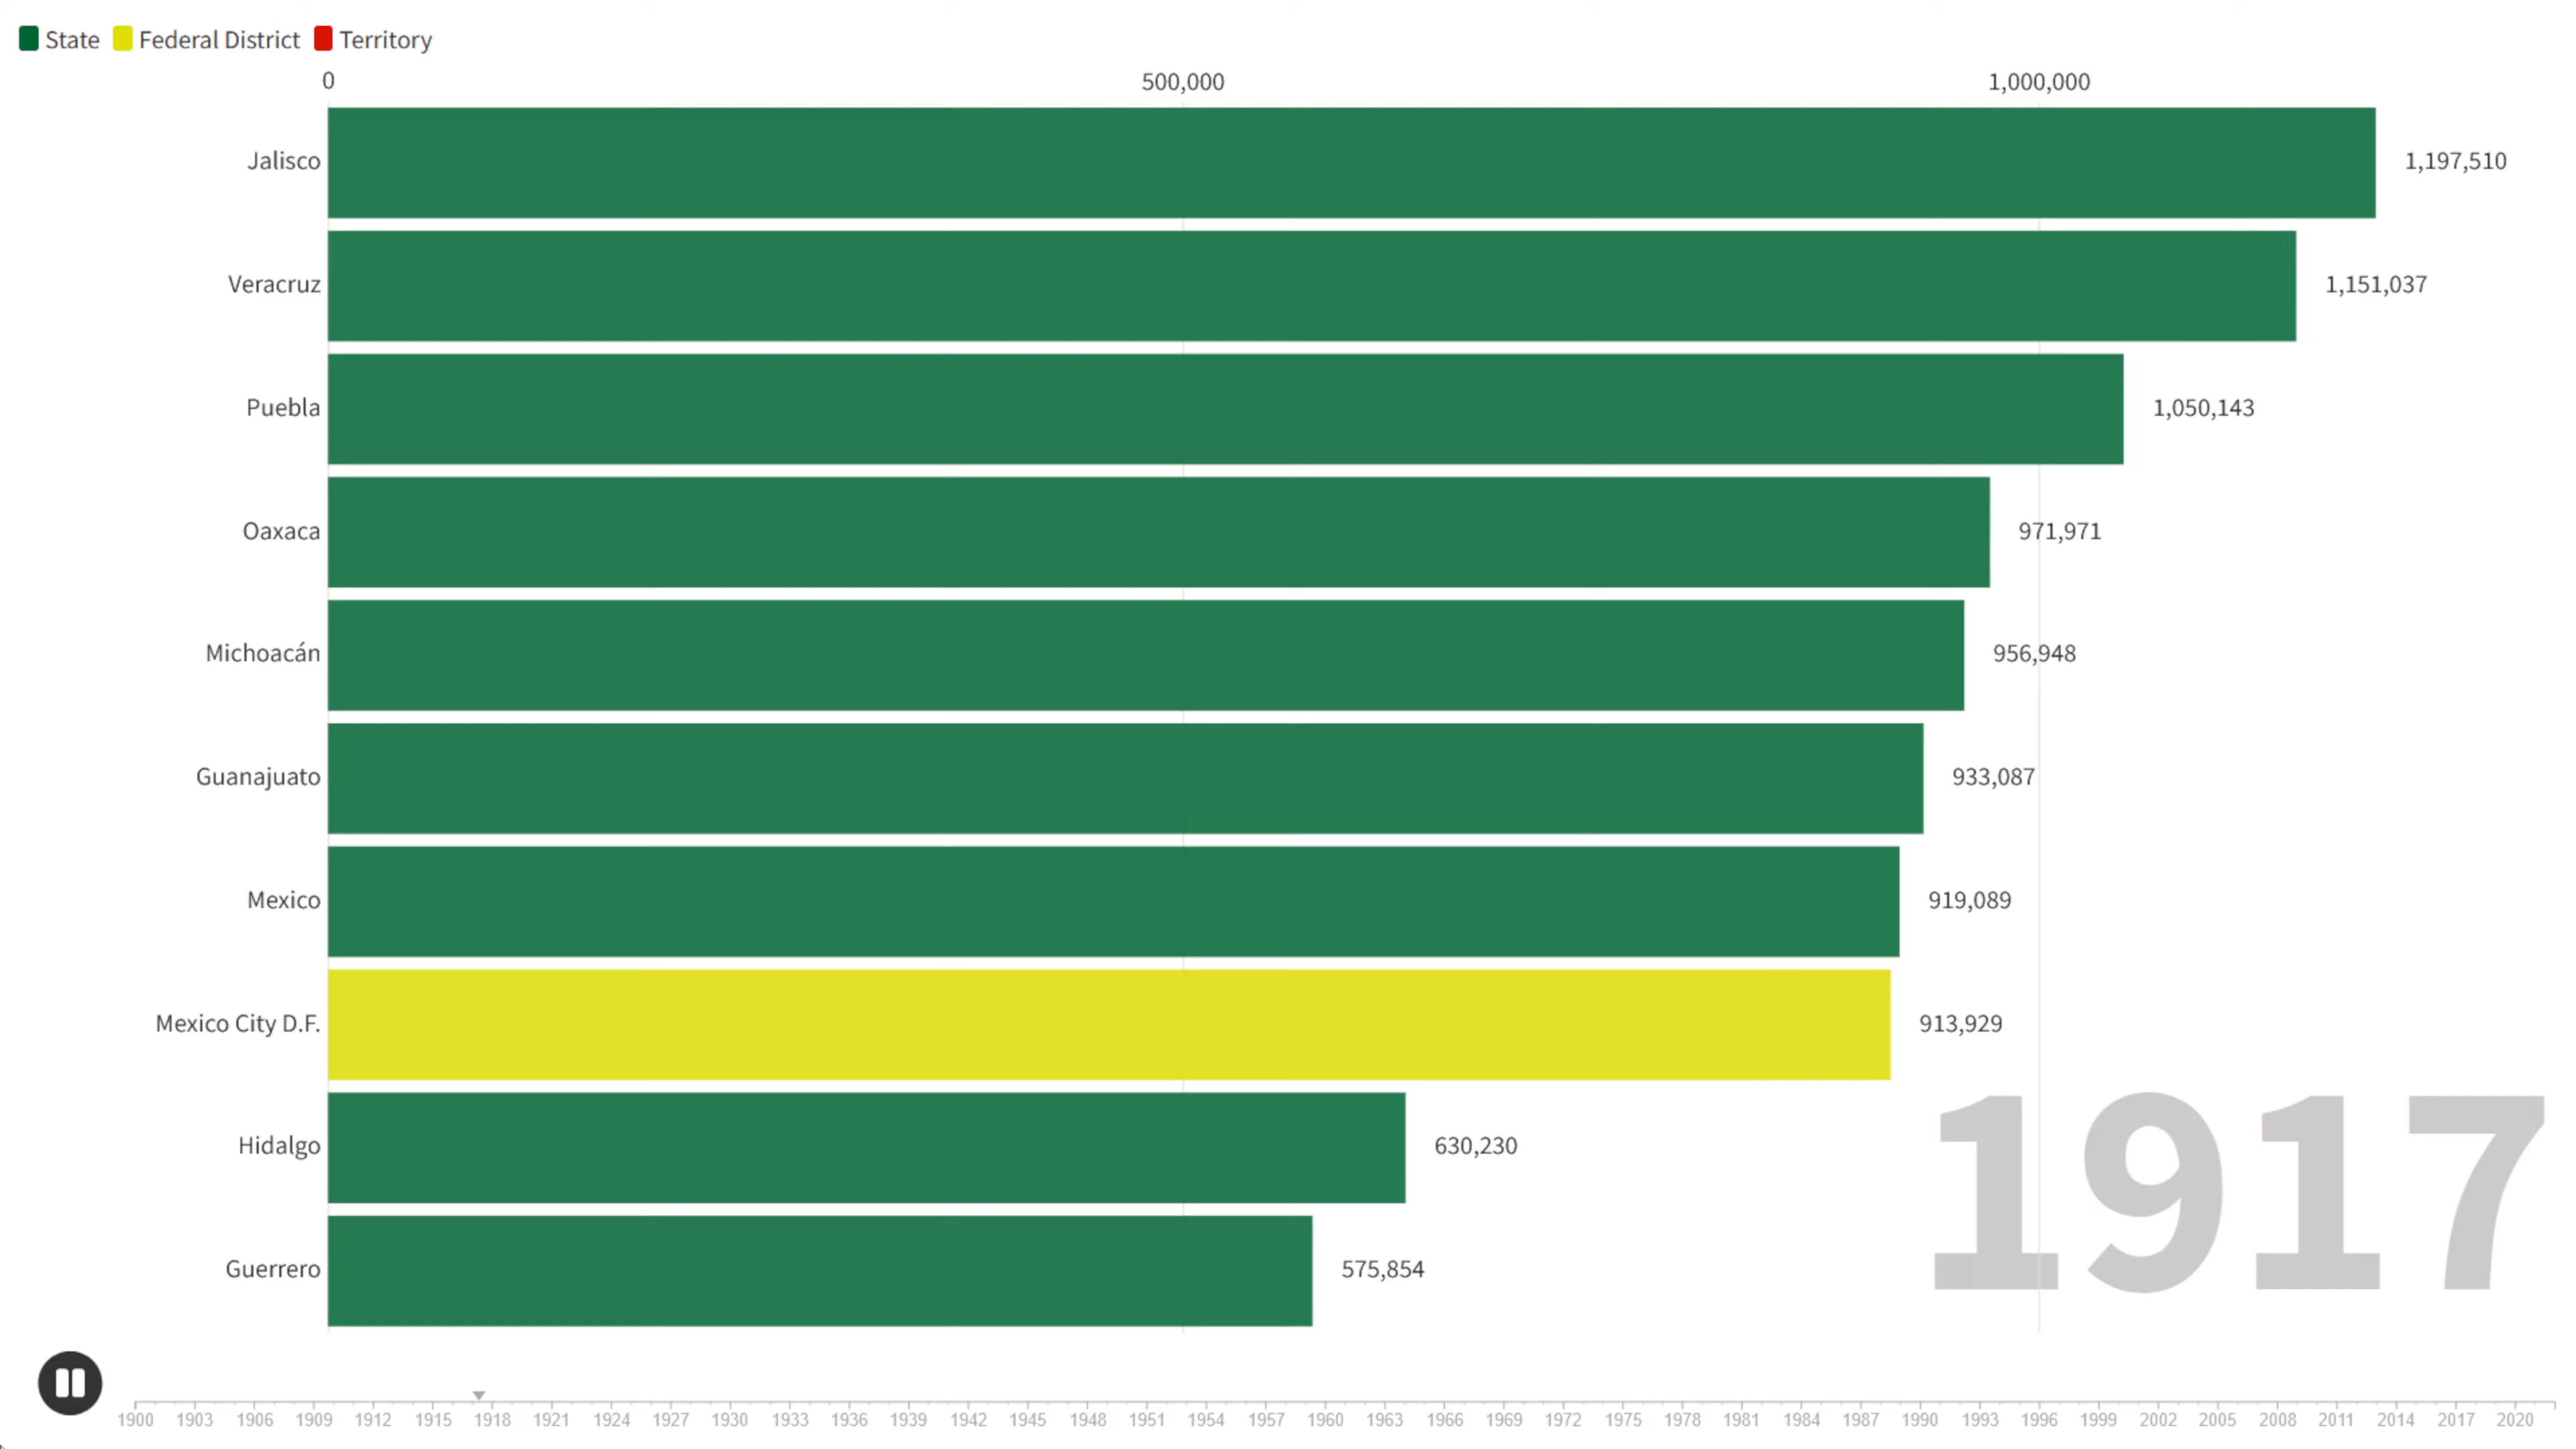 State Federal District Territory
0 500,000 1,000,000
Jalisco 1,197,510
Veracruz 1,151,037
Puebla 1,050,143
Oaxaca 971,971
Michoacán 956,948
Guanajuato 933,087
Mexico 919,089
Mexico City D.F. 913,929
Hidalgo 630,230
Guerrero 575,854
1917
1900 1903 1906 1909 1912 1915 1918 1921 1924 1927 1930 1933 1936 1939 1942 1945 1948 1951 1954 1957 1960 1963 1966 1969 1972 1975 1978 1981 1984 1987 1990 1993 1996 1999 2002 2005 2008 2011 2014 2017 2020